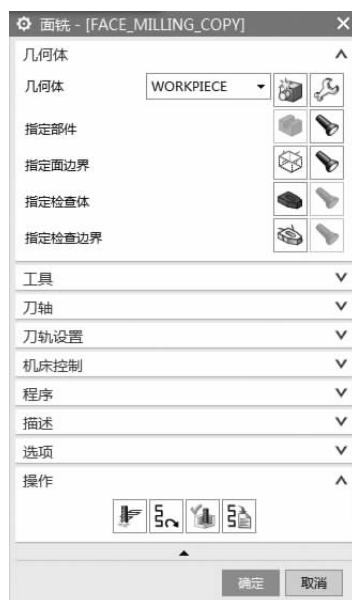 面铣 - [FACE_MILLING_COPY]
几何体
几何体 WORKPIECE
指定部件
指定面边界
指定检查体
指定检查边界
工具
刀轴
刀轨设置
机床控制
程序
描述
选项
操作
确定 取消